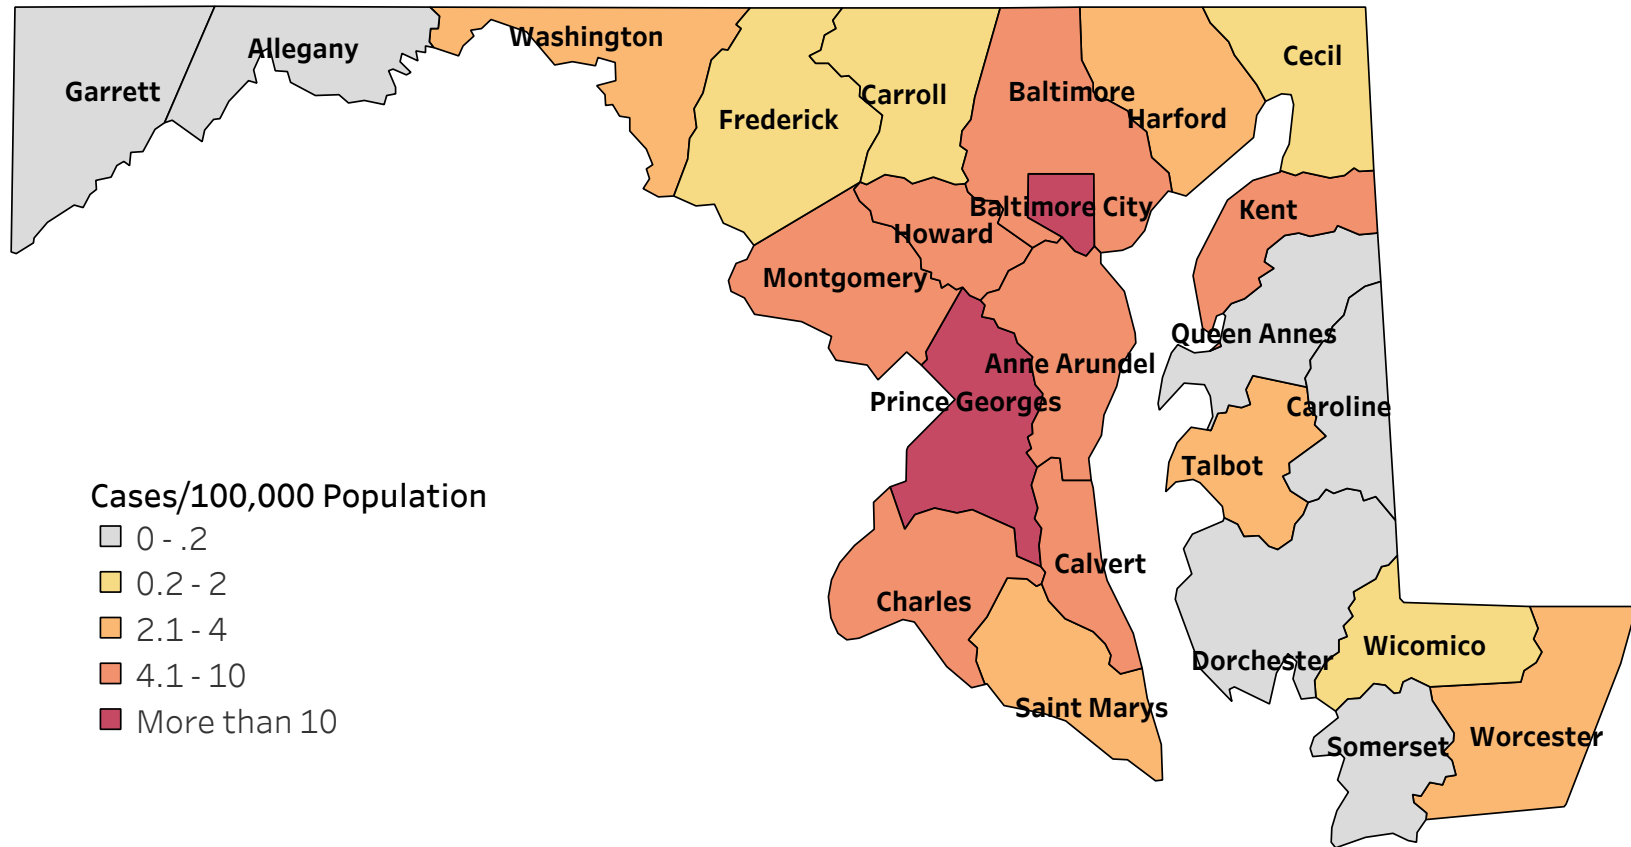 Washington
Allegany
Cecil
Garrett
Carroll
Baltimore
Frederick
Harford
Baltimore City
Kent
Howard
Montgomery
Queen Annes
Anne Arundel
Prince Georges
Caroline
Talbot
Cases/100,000 Population
0 - .2
0.2 - 2
2.1 - 4
4.1 - 10
More than 10
Calvert
Charles
Wicomico
Dorchester
Saint Marys
Somerset
Worcester